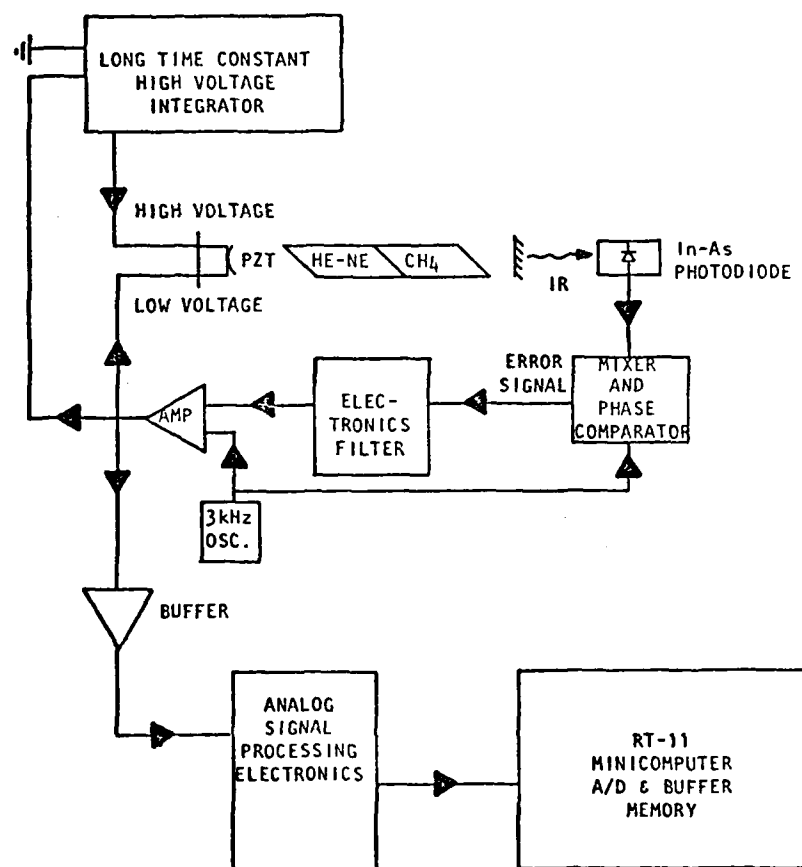 LONG TIME CONSTANT
HIGH VOLTAGE
INTEGRATOR
HIGH VOLTAGE
PZT
HE-NE
CH4
IR
In-As
PHOTODIODE
LOW VOLTAGE
ERROR
SIGNAL
MIXER
AND
PHASE
COMPARATOR
AMP
ELEC-
TRONICS
FILTER
3kHz
OSC.
BUFFER
ANALOG
SIGNAL
PROCESSING
ELECTRONICS
RT-11
MINICOMPUTER
A/D & BUFFER
MEMORY